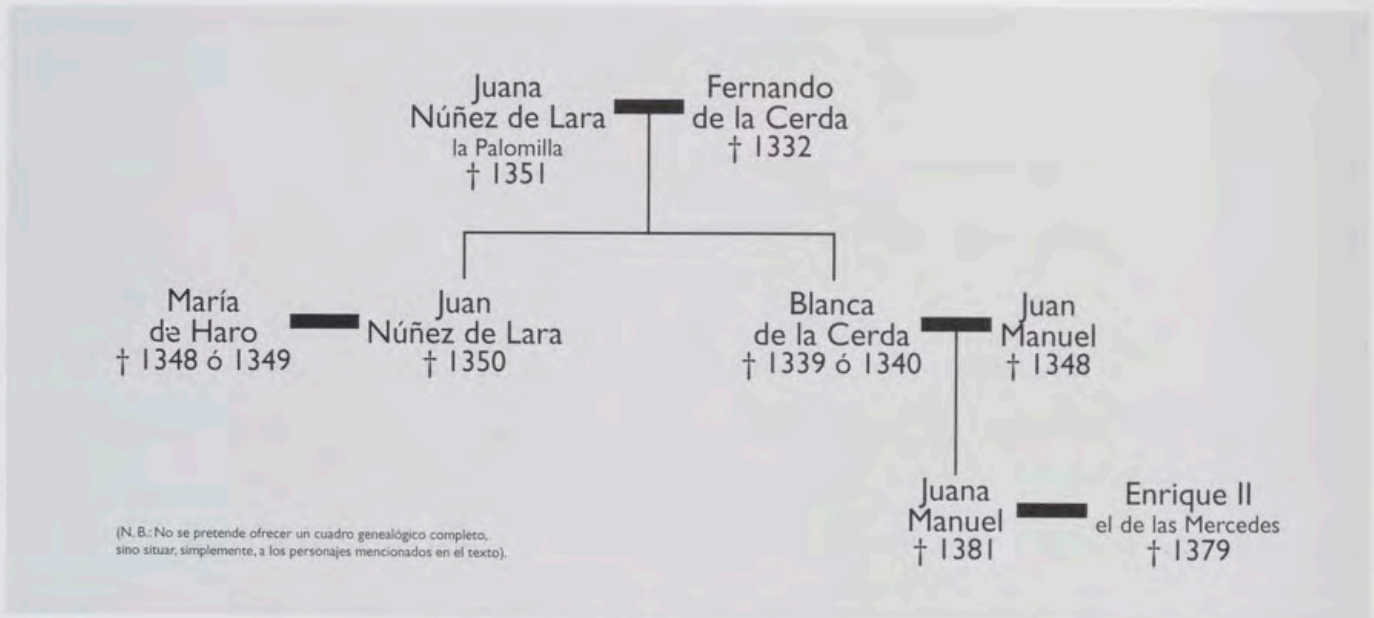 Juana
Núñez de Lara
la Palomilla
† 1351
Fernando
de la Cerda
† 1332
María
de Haro
† 1348 ó 1349
Juan
Núñez de Lara
† 1350
Blanca
de la Cerda
† 1339 ó 1340
Juan
Manuel
† 1348
Juana
Manuel
† 1381
Enrique II
el de las Mercedes
† 1379
(N. B.: No se pretende ofrecer un cuadro genealógico completo,
sino situar, simplemente, a los personajes mencionados en el texto).